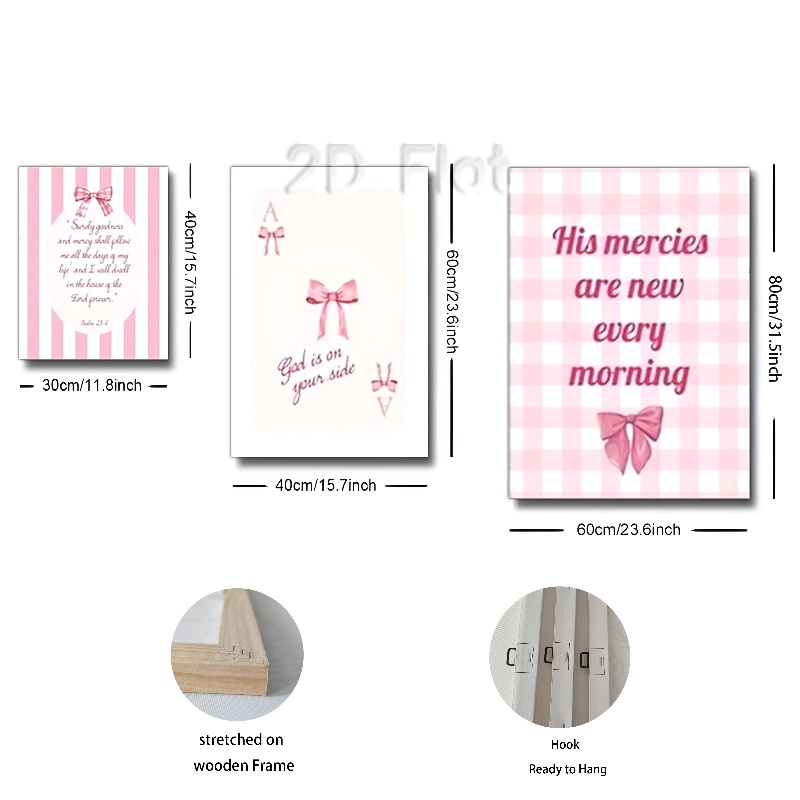 2D Flat
" Surely goodness
and mercy shall follow
me all the days of my
life and I will dwell
in the house of the
Lord forever."
Psalm 23:6
40cm/15.7inch
30cm/11.8inch
A
God is on
your side
A
60cm/23.6inch
40cm/15.7inch
His mercies
are new
every
morning
80cm/31.5inch
60cm/23.6inch
stretched on
wooden Frame
Hook
Ready to Hang